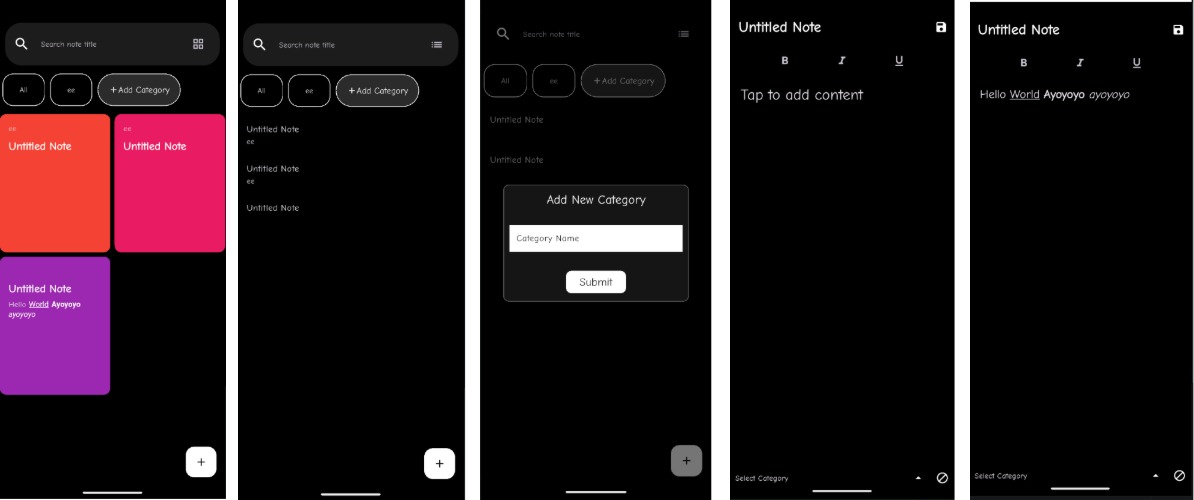 Search note title
All
ee
+ Add Category
ee
Untitled Note
Untitled Note
Untitled Note
Hello World Ayoyoyo
ayoyoyo
+
Search note title
All
ee
+ Add Category
Untitled Note
ee
Untitled Note
ee
Untitled Note
+
Search note title
All
ee
+ Add Category
Untitled Note
Untitled Note
Add New Category
Category Name
Submit
+
Untitled Note
B I U
Tap to add content
Select Category
Untitled Note
B I U
Hello World Ayoyoyo ayoyoyo
Select Category